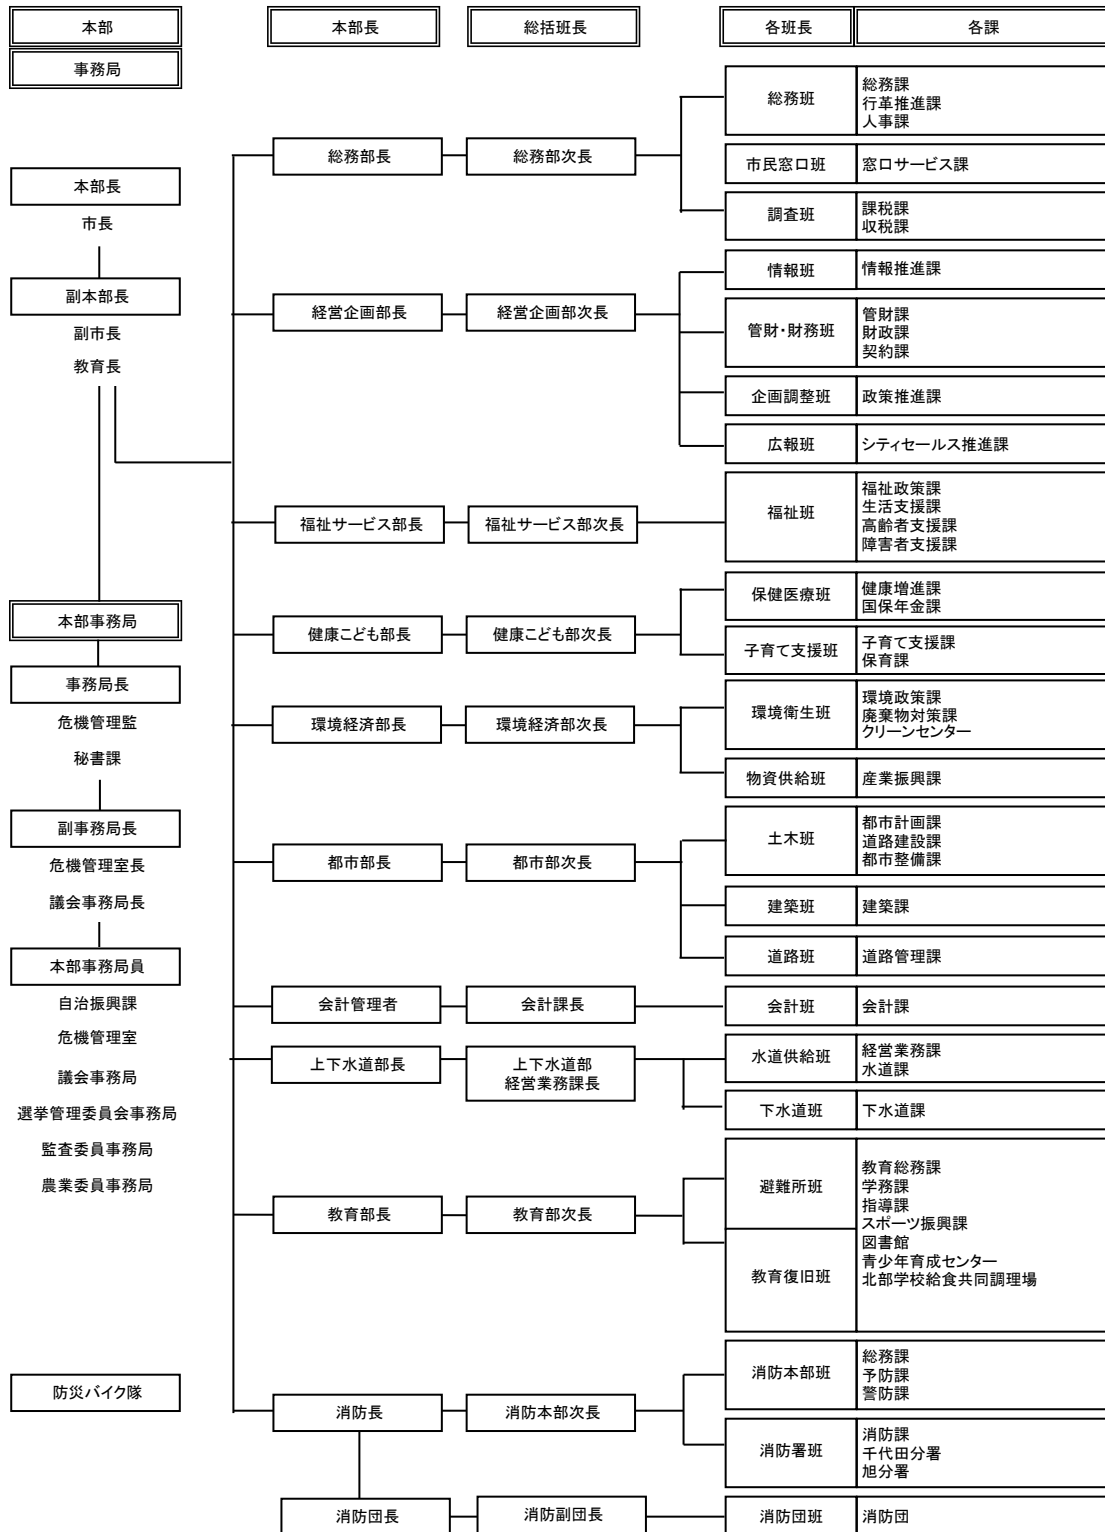 本部
事務局
本部長
市長
副本部長
副市長
教育長
本部事務局
事務局長
危機管理監
秘書課
副事務局長
危機管理室長
議会事務局長
本部事務局員
自治振興課
危機管理室
議会事務局
選挙管理委員会事務局
監査委員事務局
農業委員事務局
防災バイク隊
本部長
総括班長
各班長
各課
総務部長
総務部次長
総務班
総務課
行革推進課
人事課
市民窓口班
窓口サービス課
調査班
課税課
収税課
経営企画部長
経営企画部次長
情報班
情報推進課
管財・財務班
管財課
財政課
契約課
企画調整班
政策推進課
広報班
シティセールス推進課
福祉サービス部長
福祉サービス部次長
福祉班
福祉政策課
生活支援課
高齢者支援課
障害者支援課
健康こども部長
健康こども部次長
保健医療班
健康増進課
国保年金課
子育て支援班
子育て支援課
保育課
環境経済部長
環境経済部次長
環境衛生班
環境政策課
廃棄物対策課
クリーンセンター
物資供給班
産業振興課
都市部長
都市部次長
土木班
都市計画課
道路建設課
都市整備課
建築班
建築課
道路班
道路管理課
会計管理者
会計課長
会計班
会計課
上下水道部長
上下水道部
経営業務課長
水道供給班
経営業務課
水道課
下水道班
下水道課
教育部長
教育部次長
避難所班
教育復旧班
教育総務課
学務課
指導課
スポーツ振興課
図書館
青少年育成センター
北部学校給食共同調理場
消防長
消防本部次長
消防本部班
総務課
予防課
警防課
消防署班
消防課
千代田分署
旭分署
消防団長
消防副団長
消防団班
消防団